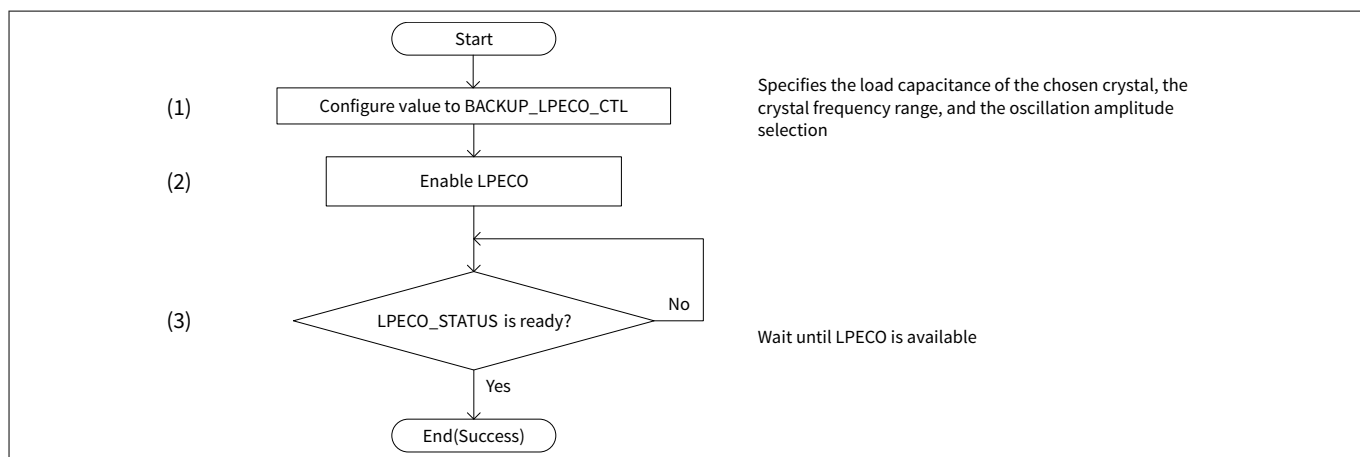 Start
(1)
Configure value to BACKUP_LPECO_CTL
Specifies the load capacitance of the chosen crystal, the
crystal frequency range, and the oscillation amplitude
selection
(2)
Enable LPECO
No
(3)
LPECO_STATUS is ready?
Wait until LPECO is available
Yes
End(Success)